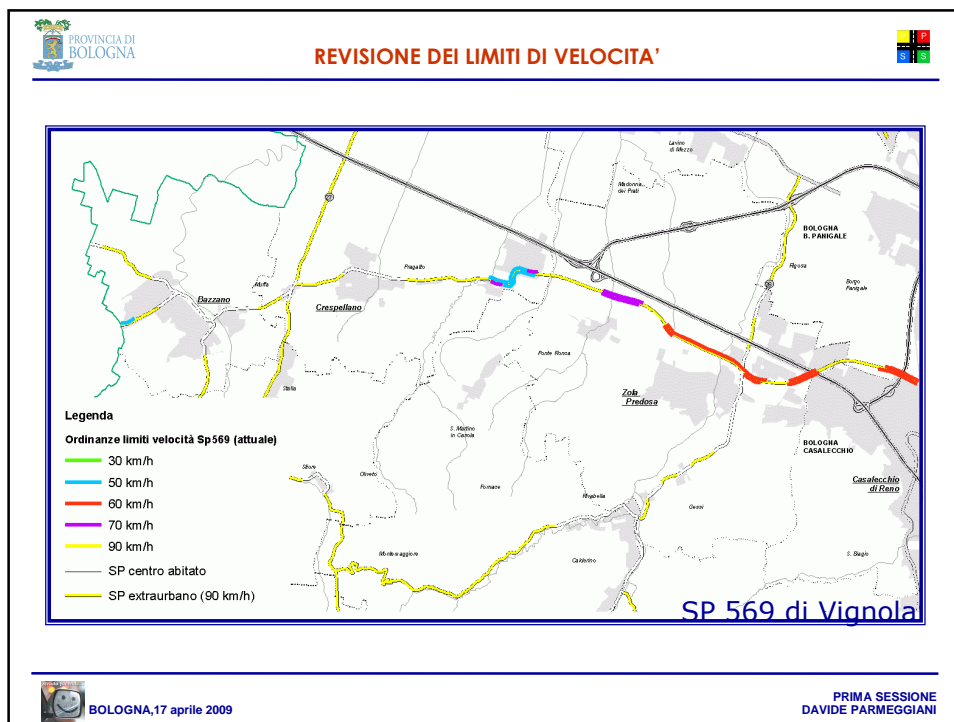 PROVINCIA DI
BOLOGNA
REVISIONE DEI LIMITI DI VELOCITA'
P P
S S
Lavino
di Mezzo
Madonna
dei Prati
BOLOGNA
B. PANIGALE
Rigosa
Borgo
Panigale
Pragatto
Muffa
Bazzano
Crespellano
Ponte Ronca
Zola
Predosa
Stella
S. Martino
in Casola
BOLOGNA
CASALECCHIO
Casalecchio
di Reno
Oliveto
Fornace
Rivabella
Gessi
Montemaggiore
Calderino
S. Biagio
Legenda
Ordinanze limiti velocità Sp569 (attuale)
30 km/h
50 km/h
60 km/h
70 km/h
90 km/h
SP centro abitato
SP extraurbano (90 km/h)
SP 569 di Vignola
BOLOGNA,17 aprile 2009
PRIMA SESSIONE
DAVIDE PARMEGGIANI